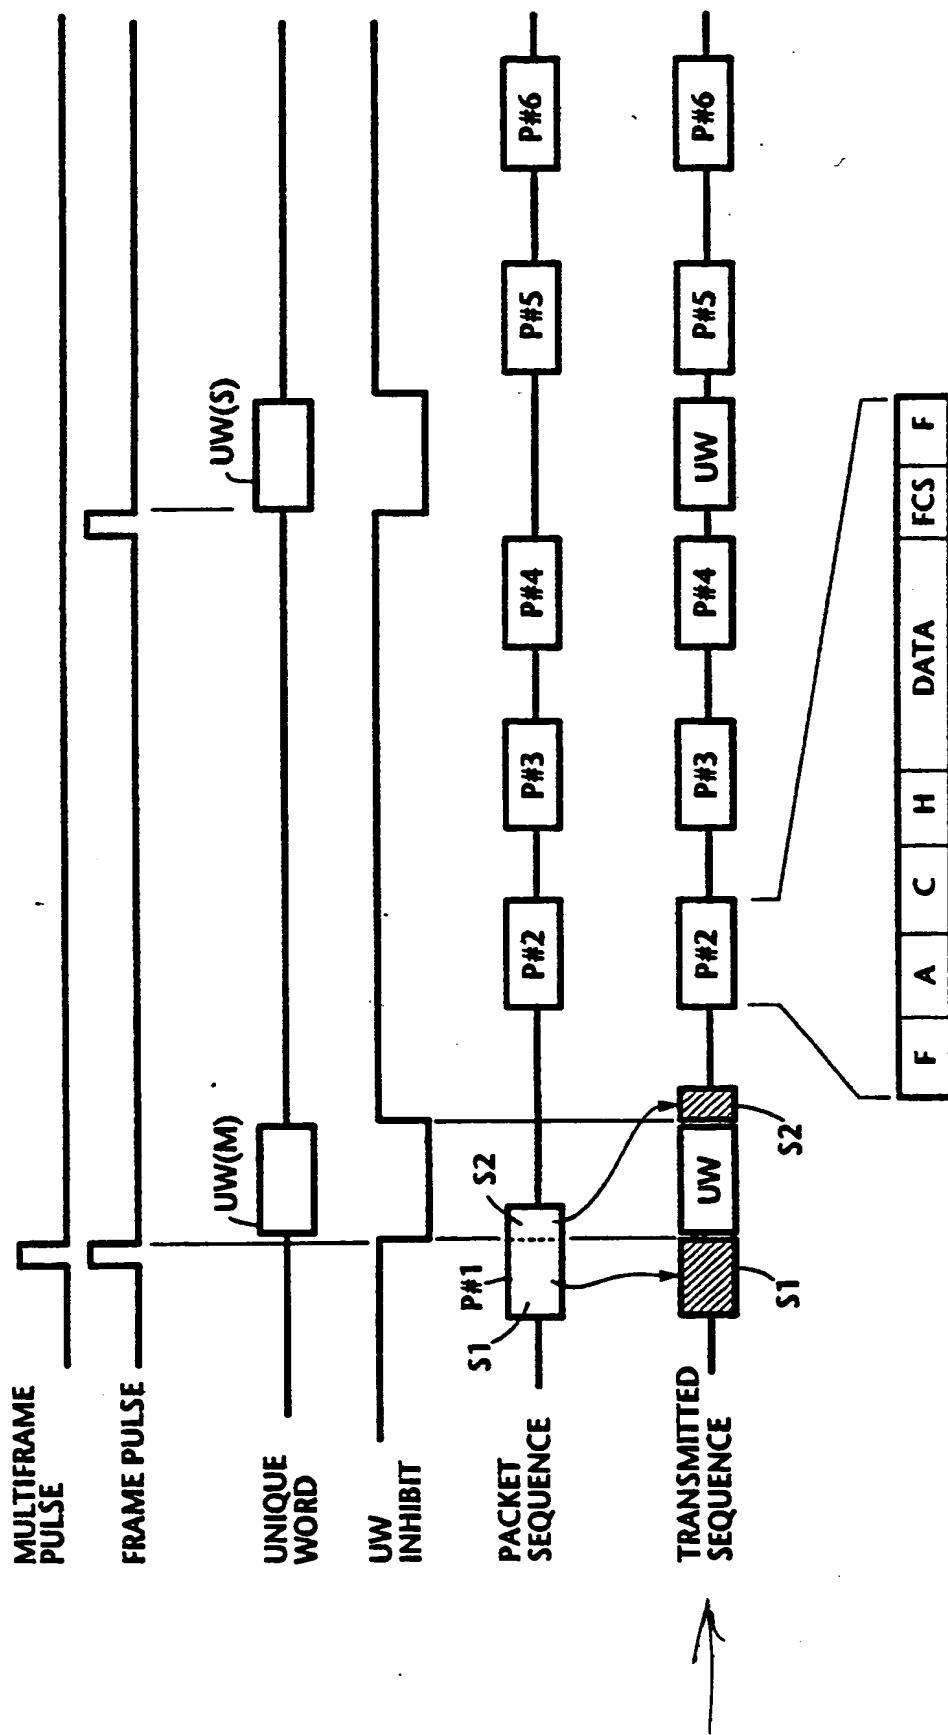 MULTIFRAME
PULSE
FRAME PULSE
UW(M)
UW(S)
UNIQUE
WORD
UW
INHIBIT
S1
P#1
S2
PACKET
SEQUENCE
P#2
P#3
P#4
P#5
P#6
TRANSMITTED
SEQUENCE
UW
P#2
P#3
P#4
UW
P#5
P#6
S1
S2
F
A
C
H
DATA
FCS
F